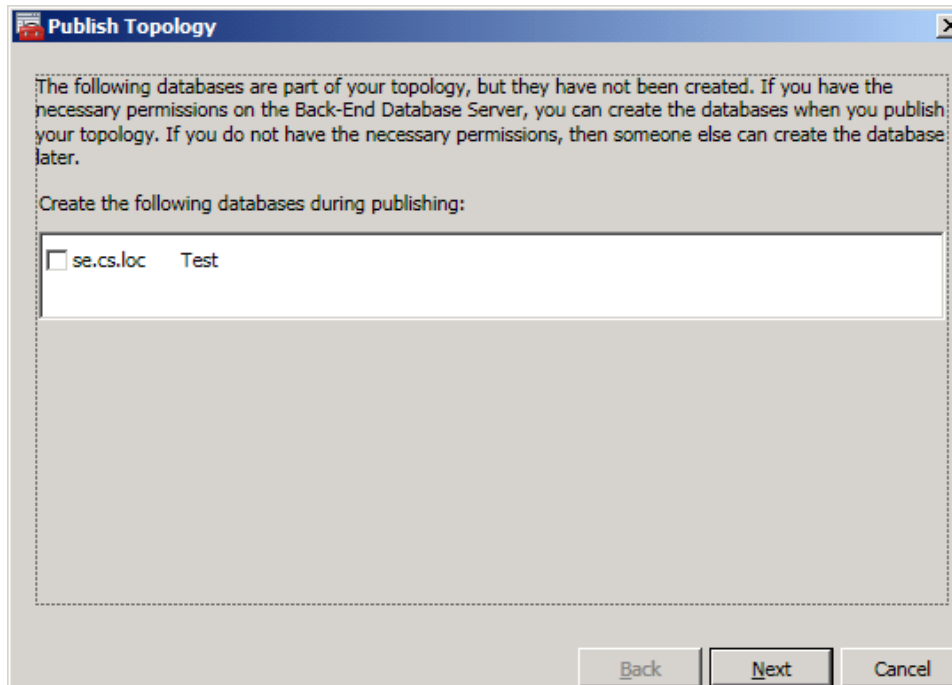 Publish Topology
The following databases are part of your topology, but they have not been created. If you have the
necessary permissions on the Back-End Database Server, you can create the databases when you publish
your topology. If you do not have the necessary permissions, then someone else can create the database
later.
Create the following databases during publishing:
se.cs.loc Test
Back Next Cancel